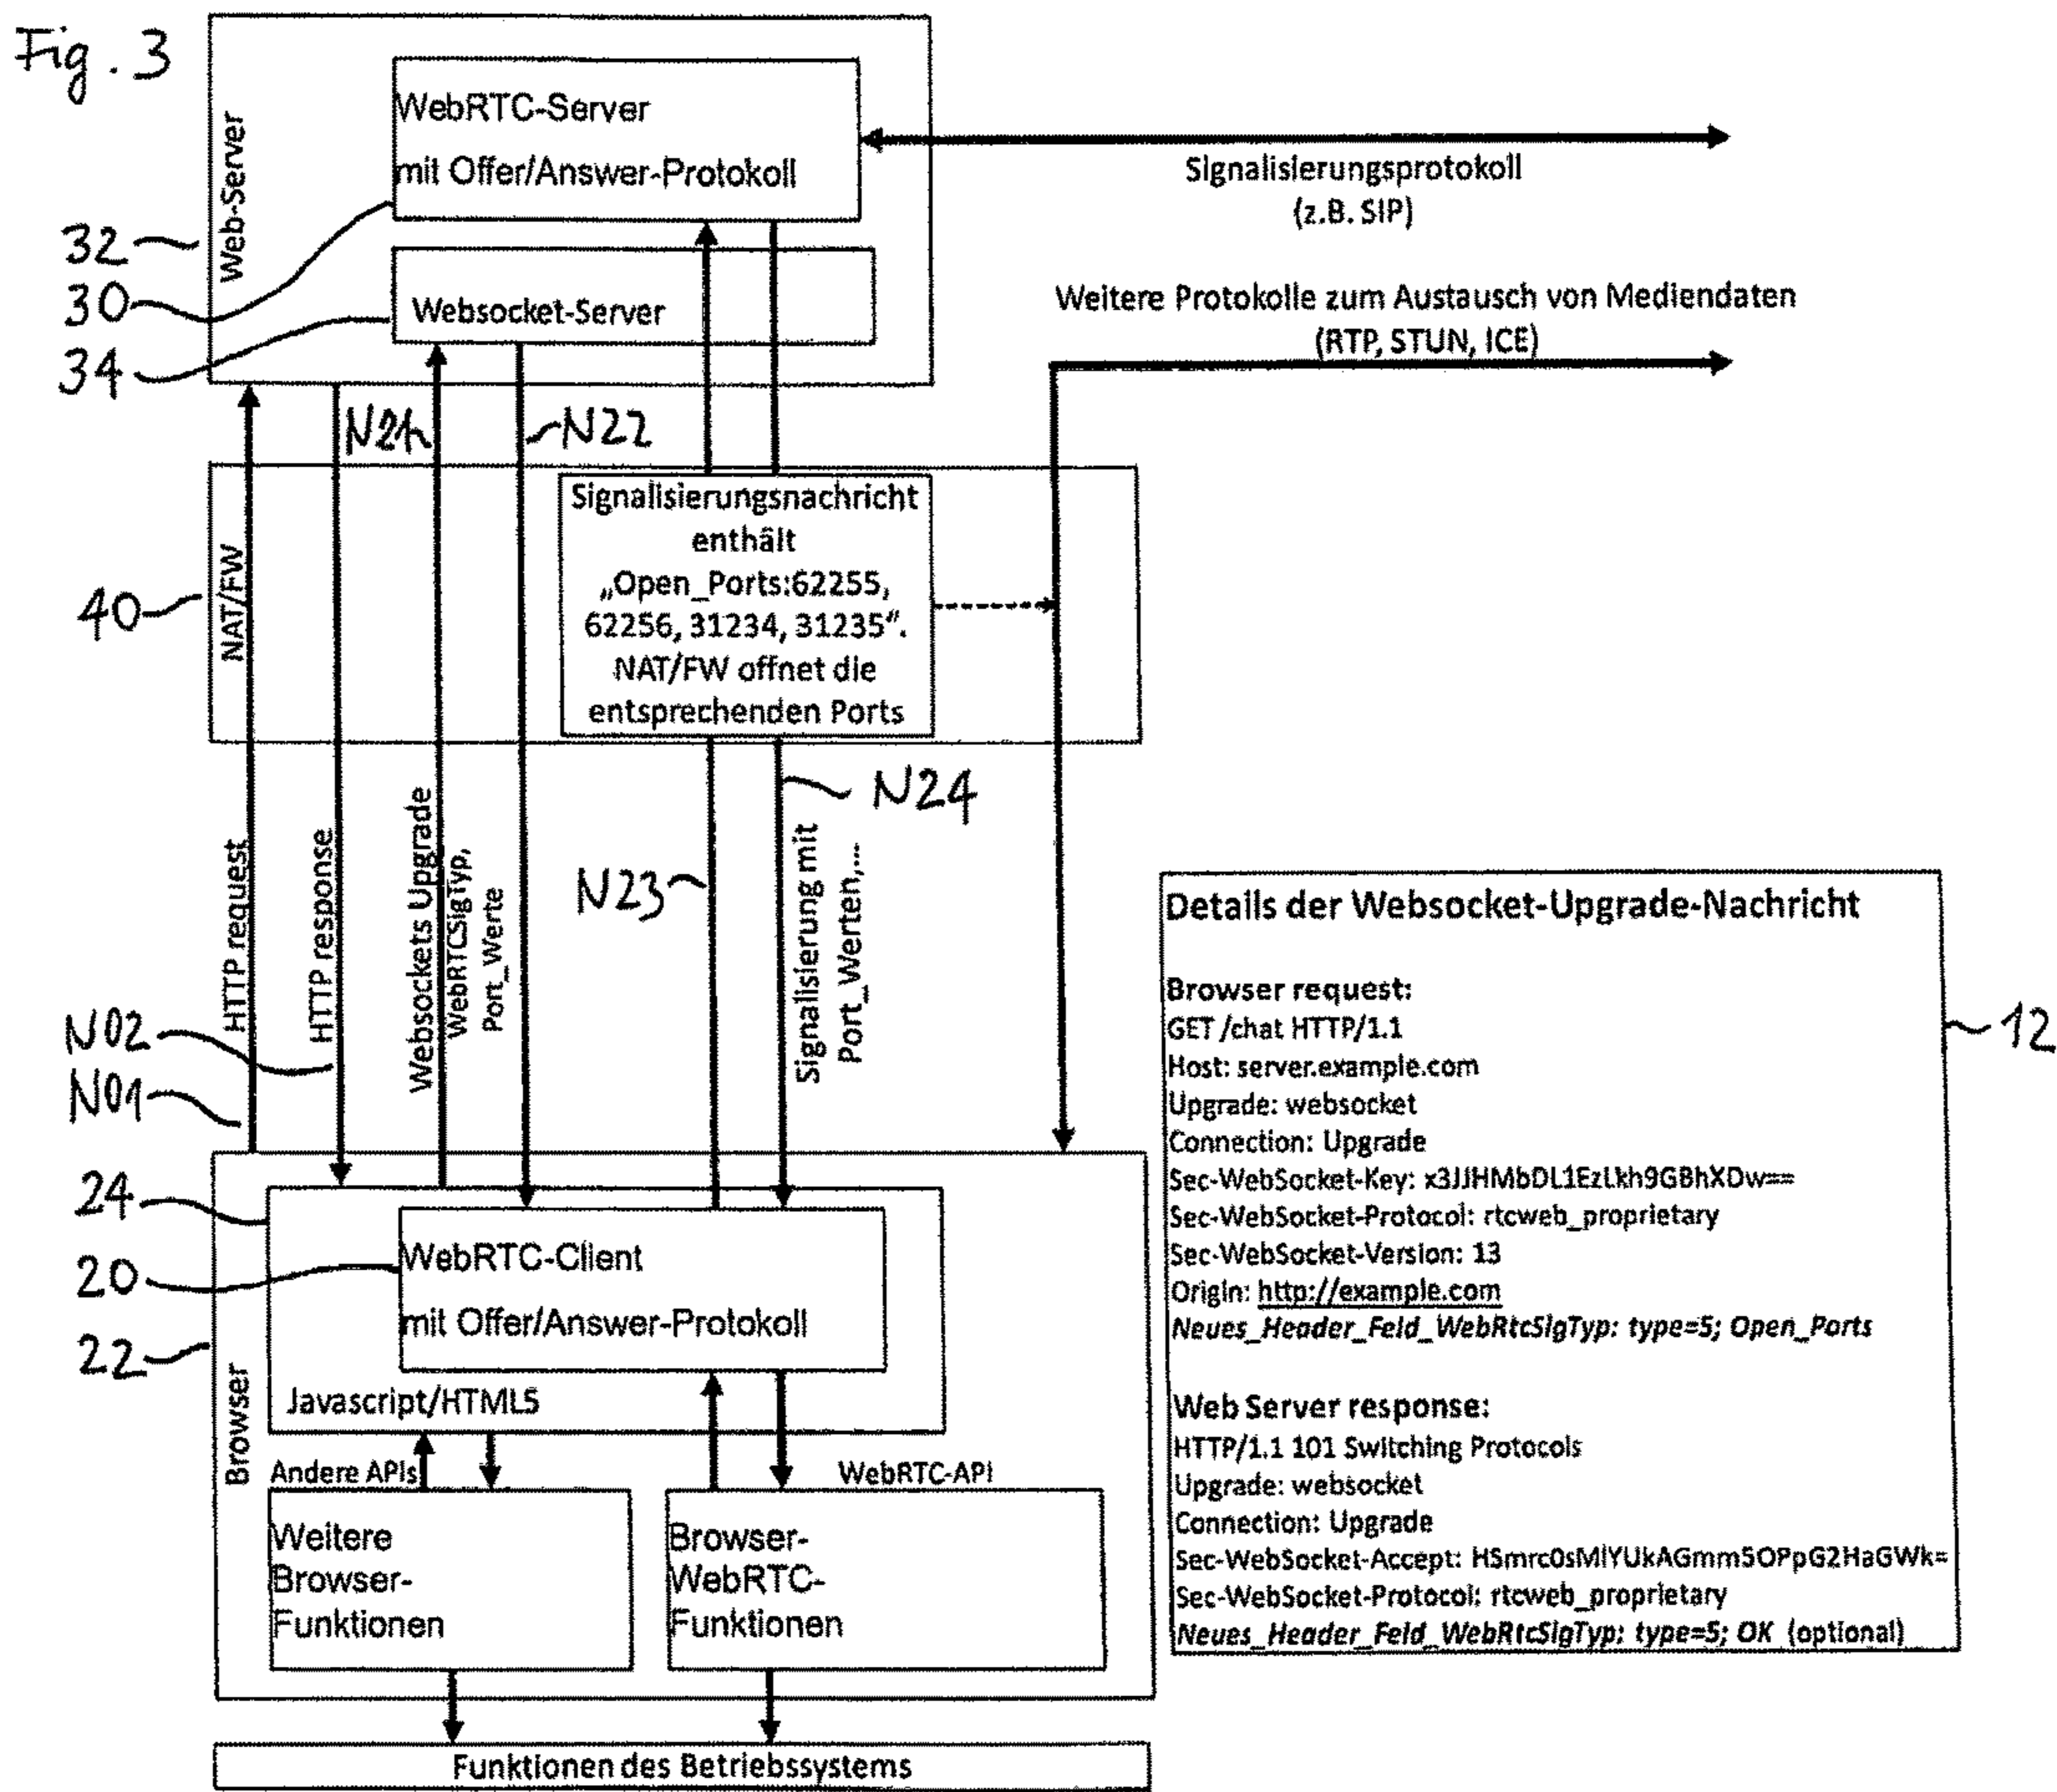 Fig. 3
Web-Server
WebRTC-Server
mit Offer/Answer-Protokoll
Websocket-Server
32
30
34
Signalisierungsprotokoll
(z.B. SIP)
Weitere Protokolle zum Austausch von Mediendaten
(RTP, STUN, ICE)
N21
N22
40
NAT/FW
Signalisierungsnachricht
enthält
„Open_Ports:62255,
62256, 31234, 31235“.
NAT/FW offnet die
entsprechenden Ports
N24
N23
HTTP request
HTTP response
Websockets Upgrade
WebRTCSigTyp,
Port_Werte
Signalisierung mit
Port_Werten,...
N02
N01
24
20
22
Browser
WebRTC-Client
mit Offer/Answer-Protokoll
Javascript/HTML5
Andere APIs
WebRTC-API
Weitere
Browser-
Funktionen
Browser-
WebRTC-
Funktionen
Funktionen des Betriebssystems
12
Details der Websocket-Upgrade-Nachricht
Browser request:
GET /chat HTTP/1.1
Host: server.example.com
Upgrade: websocket
Connection: Upgrade
Sec-WebSocket-Key: x3JJHMbDL1EzLkh9GBhXDw==
Sec-WebSocket-Protocol: rtcweb_proprietary
Sec-WebSocket-Version: 13
Origin: http://example.com
Neues_Header_Feld_WebRtcSigTyp: type=5; Open_Ports
Web Server response:
HTTP/1.1 101 Switching Protocols
Upgrade: websocket
Connection: Upgrade
Sec-WebSocket-Accept: HSmrc0sMlYUkAGmm5OPpG2HaGWk=
Sec-WebSocket-Protocol: rtcweb_proprietary
Neues_Header_Feld_WebRtcSigTyp: type=5; OK (optional)